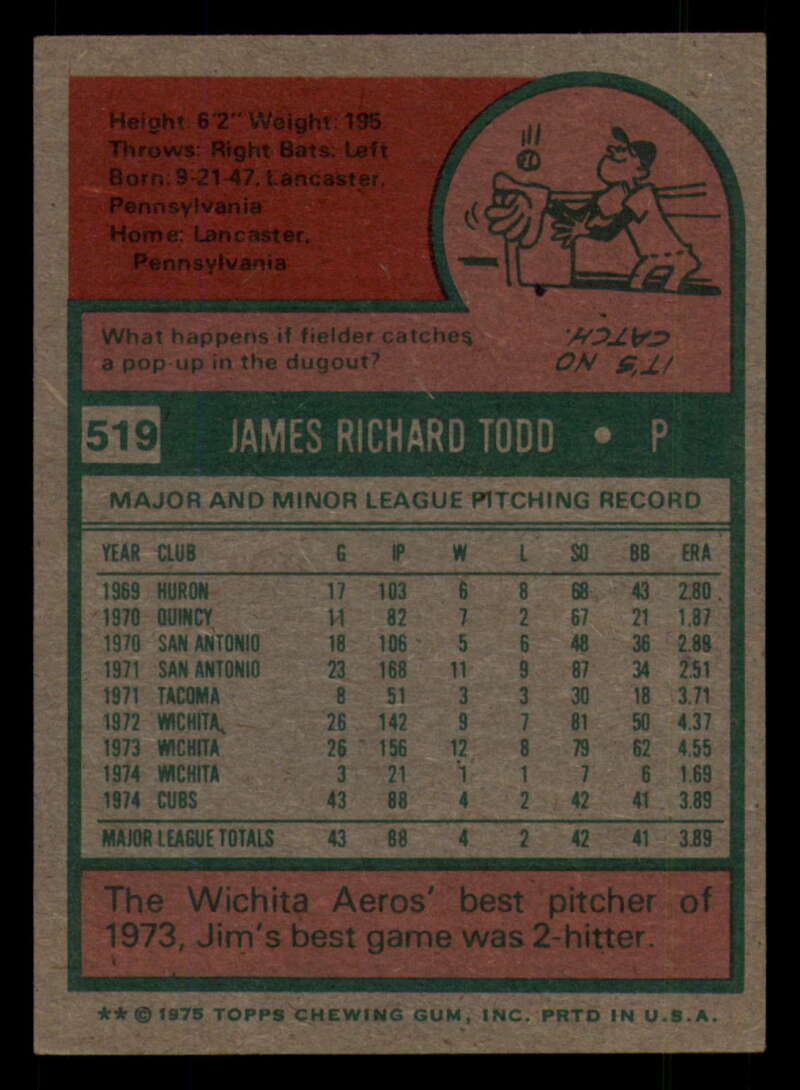 Height: 6'2" Weight: 195
Throws: Right Bats: Left
Born: 9-21-47, Lancaster,
Pennsylvania
Home: Lancaster,
Pennsylvania
What happens if fielder catches
a pop-up in the dugout?
IT'S NO
CATCH.
519 JAMES RICHARD TODD • P
MAJOR AND MINOR LEAGUE PITCHING RECORD
YEAR CLUB G IP W L SO BB ERA
1969 HURON 17 103 6 8 68 43 2.80
1970 QUINCY 11 82 7 2 67 21 1.87
1970 SAN ANTONIO 18 106 5 6 48 36 2.89
1971 SAN ANTONIO 23 168 11 9 87 34 2.51
1971 TACOMA 8 51 3 3 30 18 3.71
1972 WICHITA 26 142 9 7 81 50 4.37
1973 WICHITA 26 156 12 8 79 62 4.55
1974 WICHITA 3 21 1 1 7 6 1.69
1974 CUBS 43 88 4 2 42 41 3.89
MAJOR LEAGUE TOTALS 43 88 4 2 42 41 3.89
The Wichita Aeros' best pitcher of
1973, Jim's best game was 2-hitter.
** © 1975 TOPPS CHEWING GUM, INC. PRTD IN U.S.A.